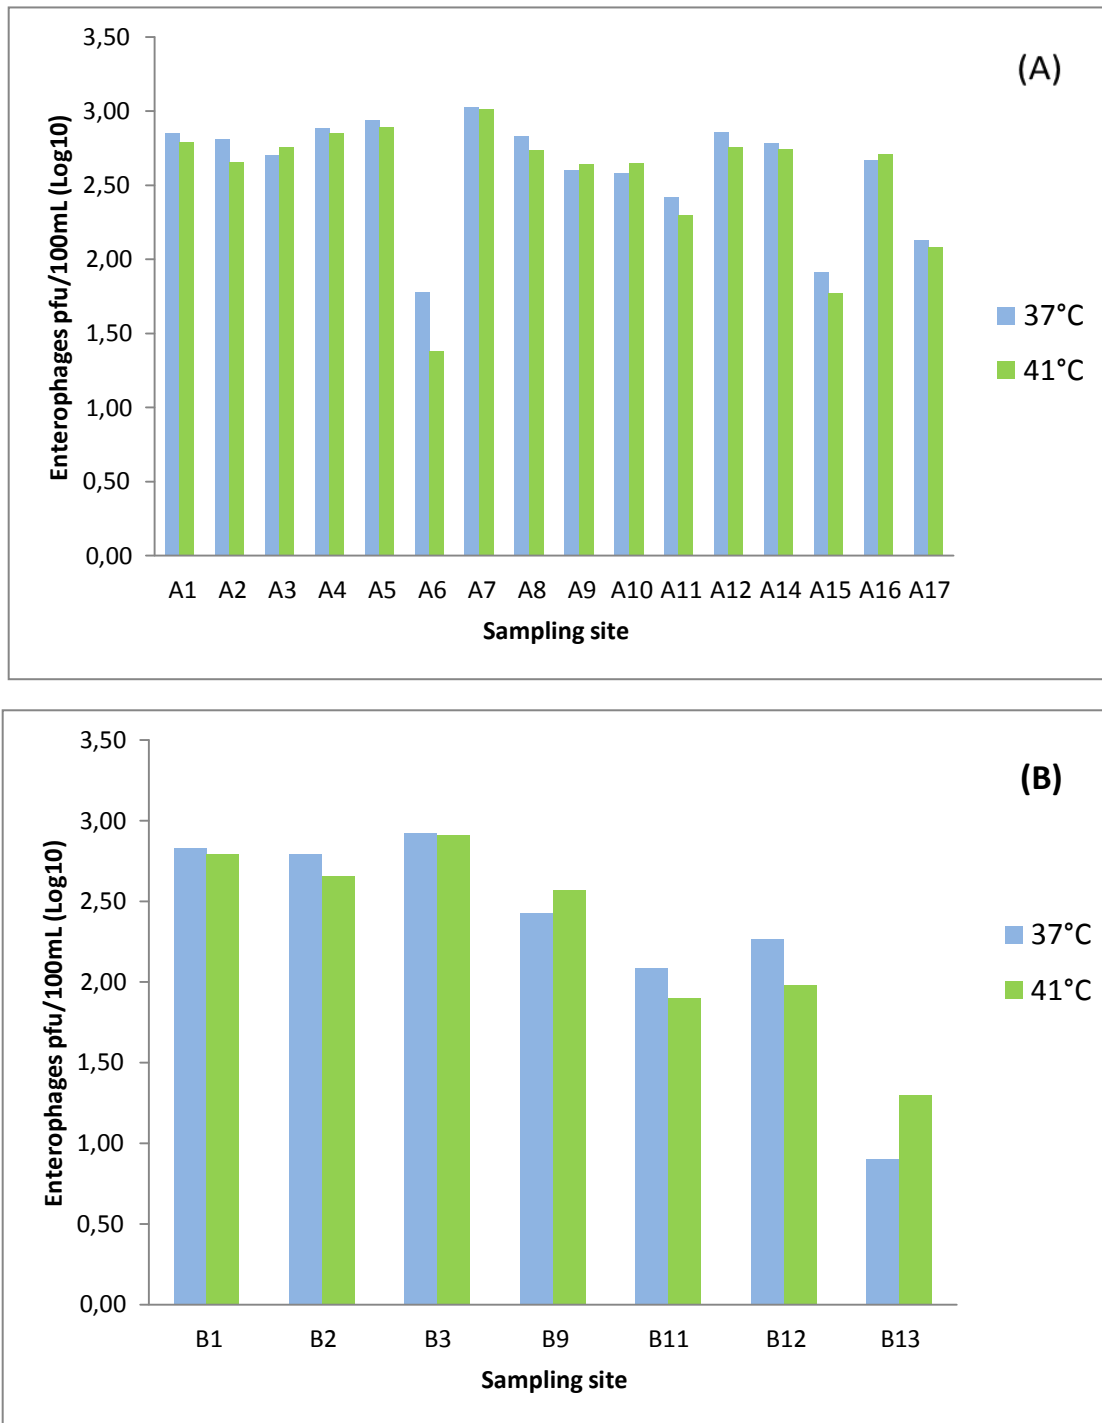 (A)
3,50
3,00
2,50
2,00
1,50
1,00
0,50
0,00
Enterophages pfu/100mL (Log10)
A1 A2 A3 A4 A5 A6 A7 A8 A9 A10 A11 A12 A14 A15 A16 A17
Sampling site
37°C
41°C
(B)
3,50
3,00
2,50
2,00
1,50
1,00
0,50
0,00
Enterophages pfu/100mL (Log10)
B1 B2 B3 B9 B11 B12 B13
Sampling site
37°C
41°C